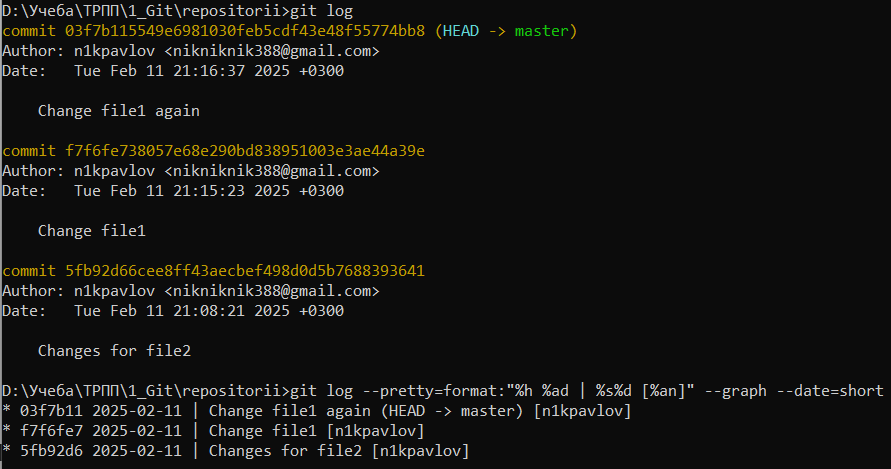 D:\Учеба\ТРПП\1_Git\repositorii>git log
commit 03f7b115549e6981030feb5cdf43e48f55774bb8 (HEAD -> master)
Author: n1kpavlov <nikniknik388@gmail.com>
Date:   Tue Feb 11 21:16:37 2025 +0300
Change file1 again
commit f7f6fe738057e68e290bd838951003e3ae44a39e
Author: n1kpavlov <nikniknik388@gmail.com>
Date:   Tue Feb 11 21:15:23 2025 +0300
Change file1
commit 5fb92d66cee8ff43aecbef498d0d5b7688393641
Author: n1kpavlov <nikniknik388@gmail.com>
Date:   Tue Feb 11 21:08:21 2025 +0300
Changes for file2
D:\Учеба\ТРПП\1_Git\repositorii>git log --pretty=format:"%h %ad | %s%d [%an]" --graph --date=short
* 03f7b11 2025-02-11 | Change file1 again (HEAD -> master) [n1kpavlov]
* f7f6fe7 2025-02-11 | Change file1 [n1kpavlov]
* 5fb92d6 2025-02-11 | Changes for file2 [n1kpavlov]